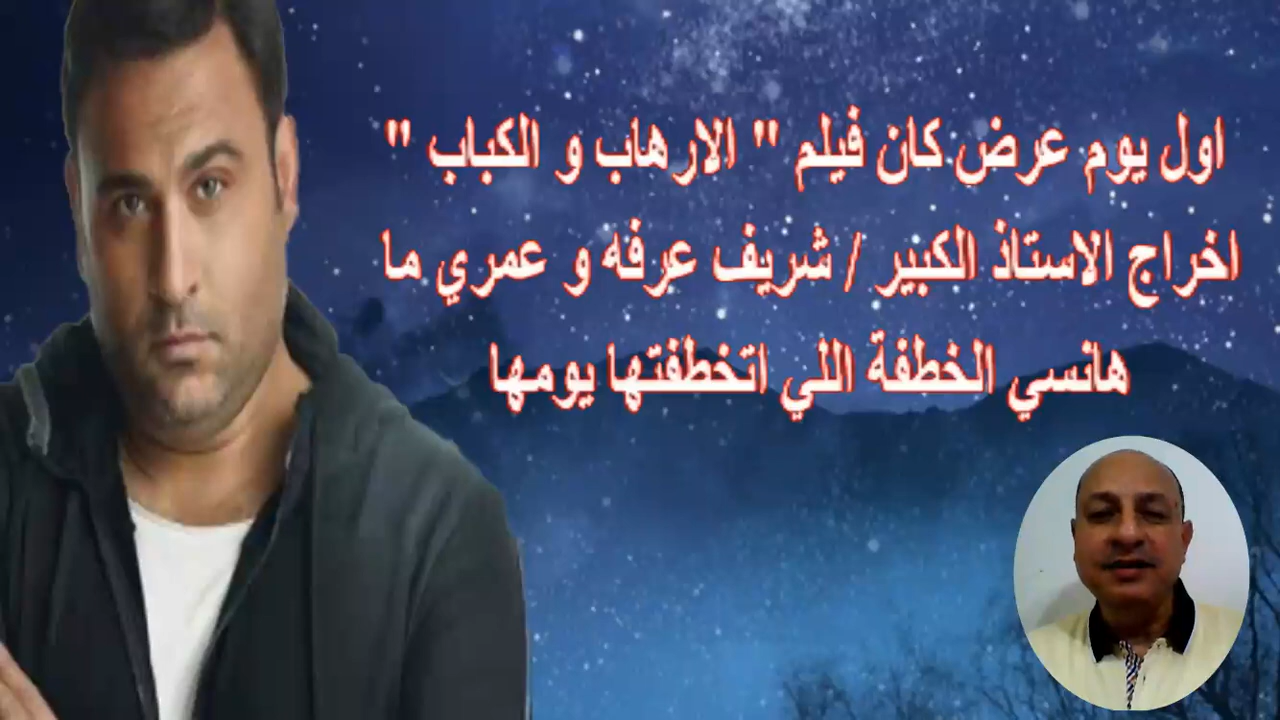 اول يوم عرض كان فيلم " الارهاب و الكباب "
اخراج الاستاذ الكبير / شريف عرفه و عمري ما
هانسي الخطفة اللي اتخطفتها يومها